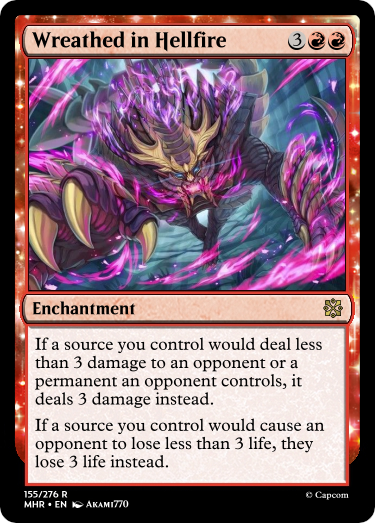 Wreathed in Hellfire 3
Enchantment
If a source you control would deal less
than 3 damage to an opponent or a
permanent an opponent controls, it
deals 3 damage instead.
If a source you control would cause an
opponent to lose less than 3 life, they
lose 3 life instead.
155/276 R
MHR • EN Akami770
© Capcom